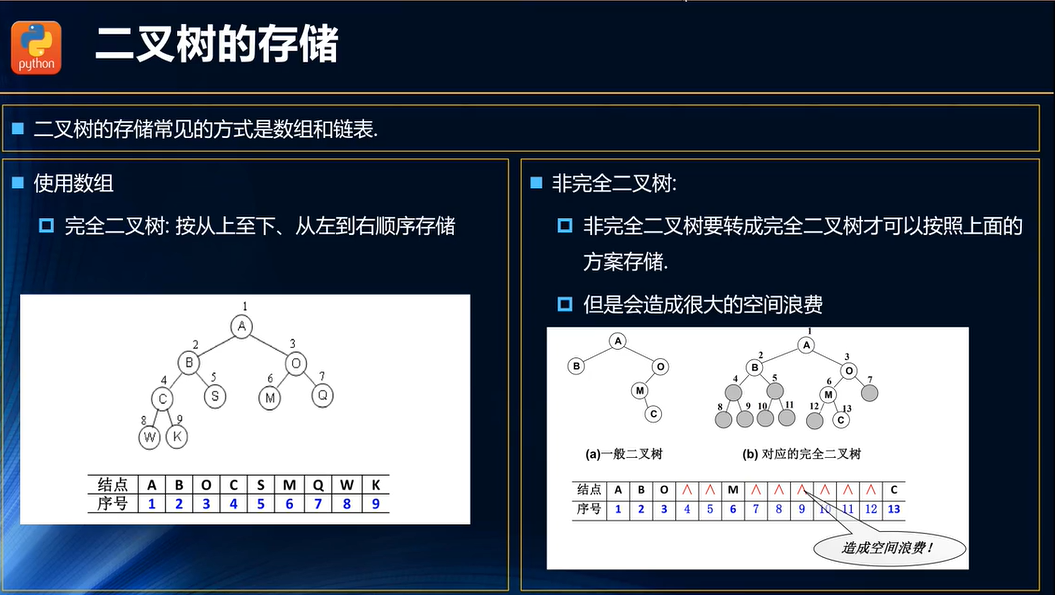 python
二叉树的存储
二叉树的存储常见的方式是数组和链表.
使用数组
完全二叉树: 按从上至下、从左到右顺序存储
1
A
2 3
B O
4 5 6 7
C S M Q
8 9
W K
结点 A B O C S M Q W K
序号 1 2 3 4 5 6 7 8 9
非完全二叉树:
非完全二叉树要转成完全二叉树才可以按照上面的
方案存储.
但是会造成很大的空间浪费
A
B O
M
C
(a)一般二叉树
1
A
2 3
B O
4 5 6 7
M
8 9 10 11 12 13
C
(b) 对应的完全二叉树
结点 A B O ∧ ∧ M ∧ ∧ ∧ ∧ ∧ ∧ C
序号 1 2 3 4 5 6 7 8 9 10 11 12 13
造成空间浪费！